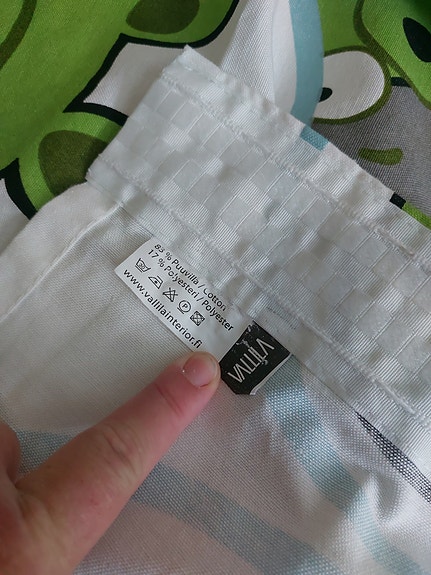 83 % Puuvilla / Cotton
17 % Polyesteri / Polyester
www.vallilainterior.fi
VALLILA